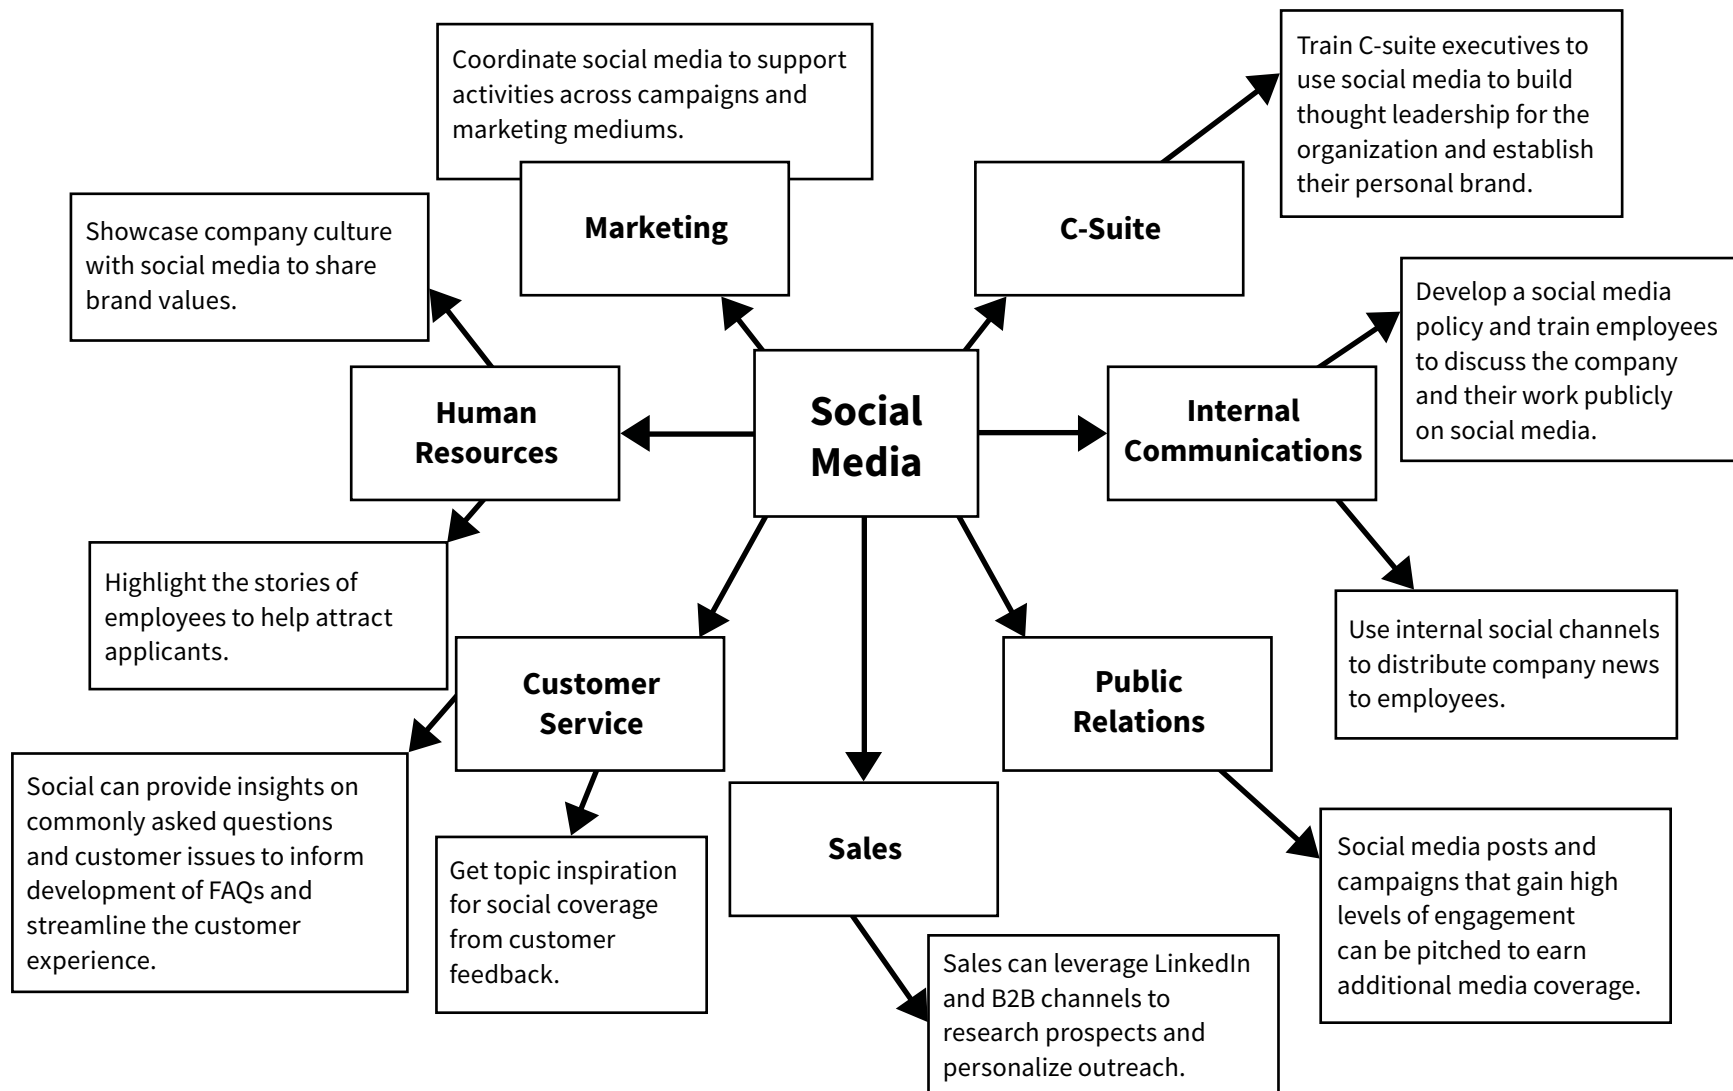 Coordinate social media to support
activities across campaigns and
marketing mediums.
Marketing
Train C-suite executives to
use social media to build
thought leadership for the
organization and establish
their personal brand.
C-Suite
Showcase company culture
with social media to share
brand values.
Human
Resources
Social
Media
Internal
Communications
Develop a social media
policy and train employees
to discuss the company
and their work publicly
on social media.
Highlight the stories of
employees to help attract
applicants.
Customer
Service
Public
Relations
Use internal social channels
to distribute company news
to employees.
Social can provide insights on
commonly asked questions
and customer issues to inform
development of FAQs and
streamline the customer
experience.
Get topic inspiration
for social coverage
from customer
feedback.
Sales
Sales can leverage LinkedIn
and B2B channels to
research prospects and
personalize outreach.
Social media posts and
campaigns that gain high
levels of engagement
can be pitched to earn
additional media coverage.